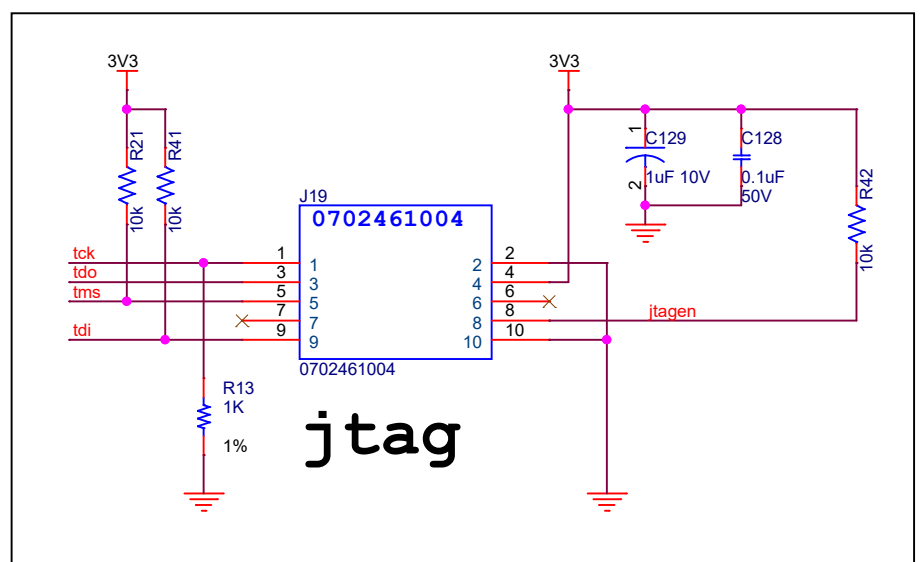 3V3
3V3
R21
10k
R41
10k
1
2
C129
1uF 10V
C128
0.1uF
50V
R42
10k
J19
0702461004
tck
1
1
2
2
tdo
3
3
4
4
tms
5
5
6
6
7
7
8
8
jtagen
tdi
9
9
10
10
0702461004
R13
1K
1%
jtag